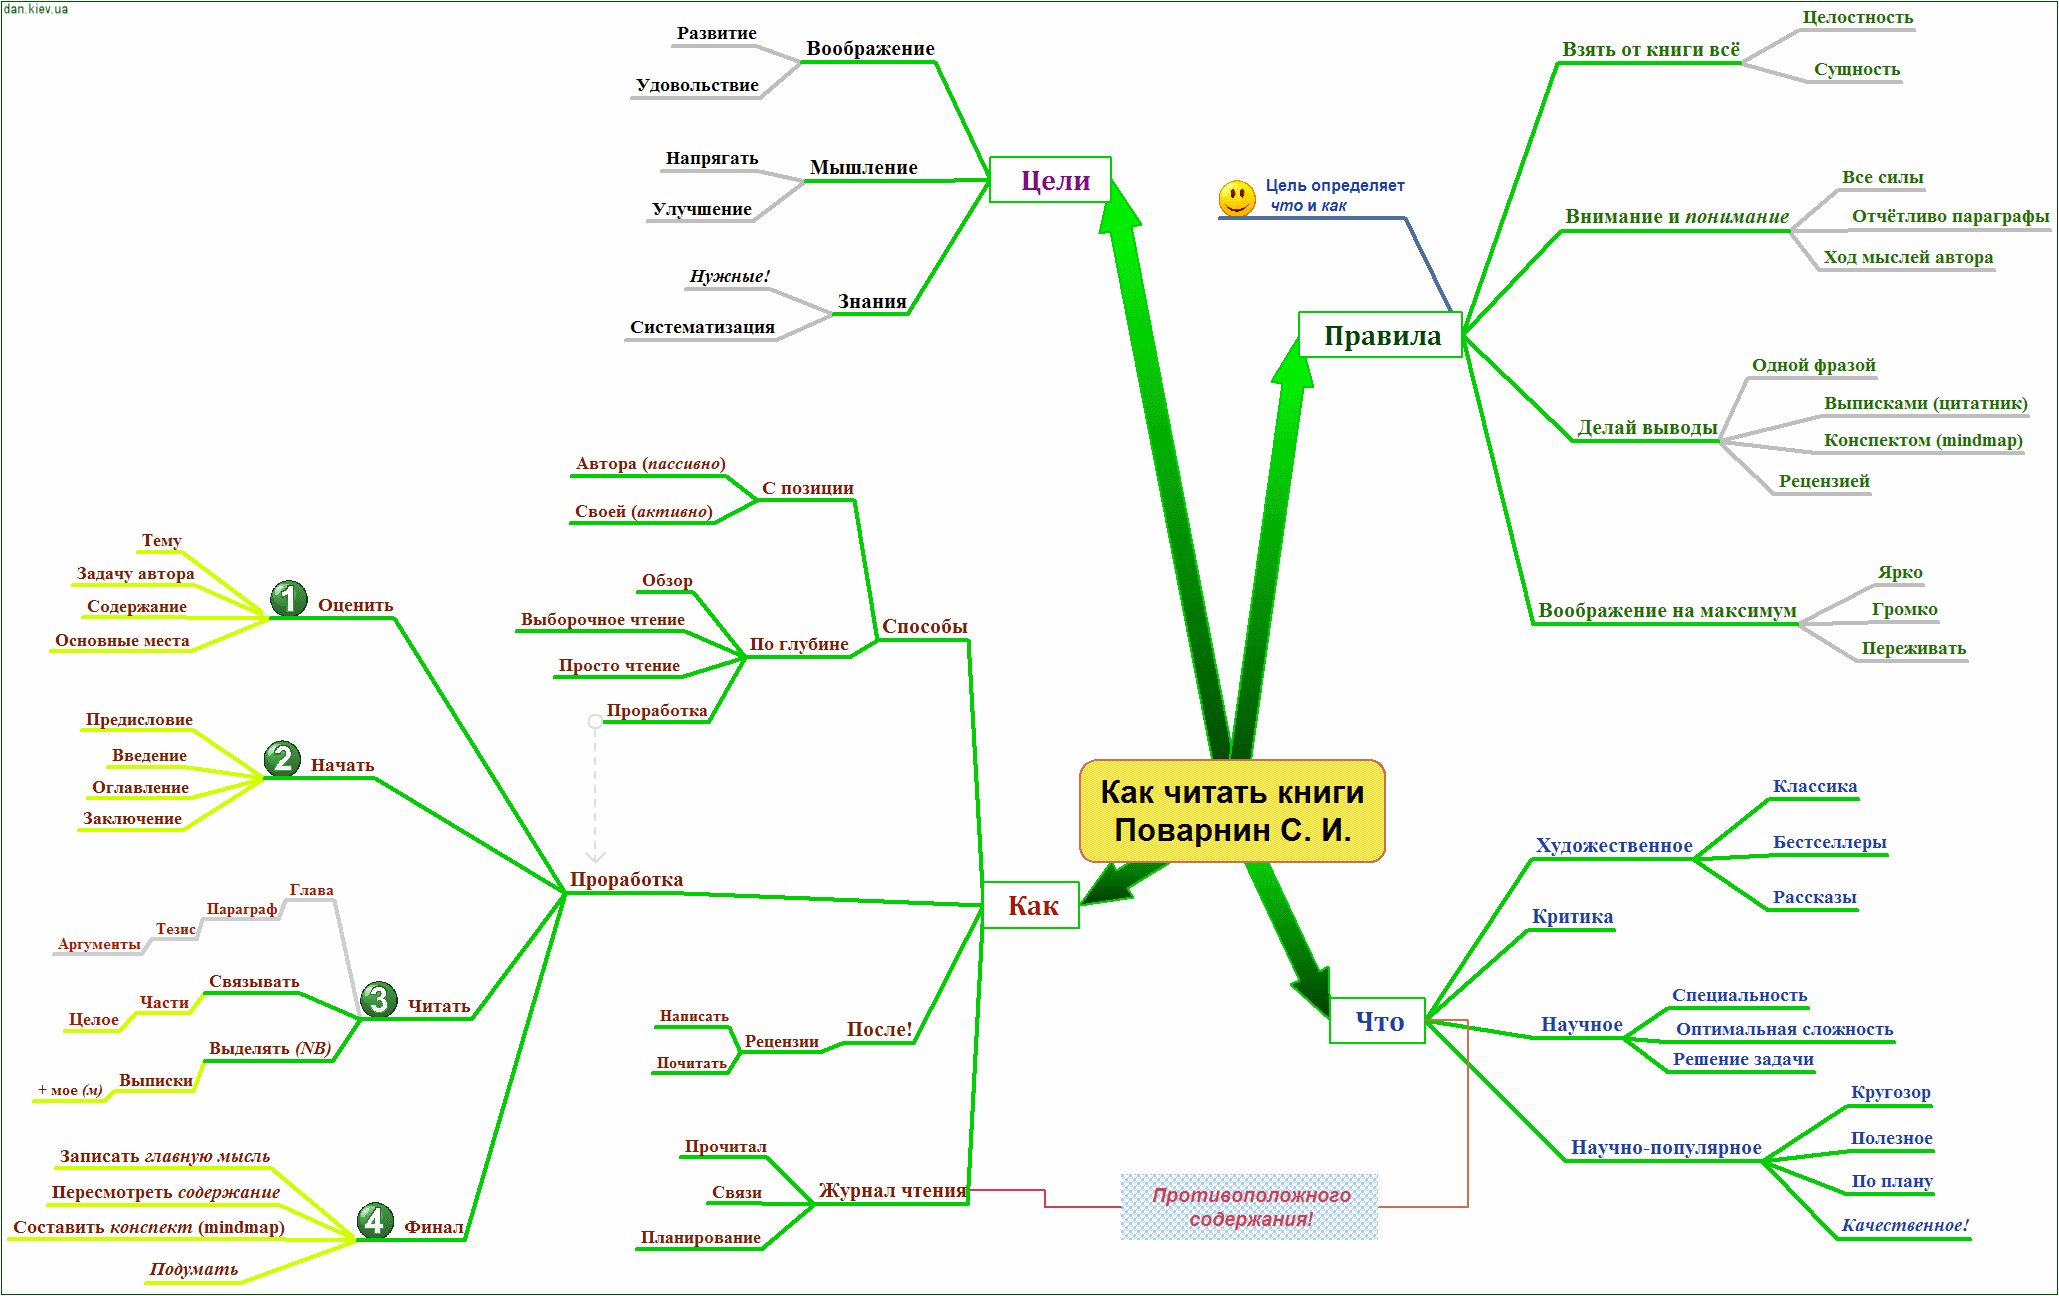 dan.kiev.ua
Как читать книги
Поварнин С. И.
Цели
Воображение
Развитие
Удовольствие
Мышление
Напрягать
Улучшение
Знания
Нужные!
Систематизация
Правила
Цель определяет
что и как
Взять от книги всё
Целостность
Сущность
Внимание и понимание
Все силы
Отчётливо параграфы
Ход мыслей автора
Делай выводы
Одной фразой
Выписками (цитатник)
Конспектом (mindmap)
Рецензией
Воображение на максимум
Ярко
Громко
Переживать
Что
Художественное
Классика
Бестселлеры
Рассказы
Критика
Научное
Специальность
Оптимальная сложность
Решение задачи
Научно-популярное
Кругозор
Полезное
По плану
Качественное!
Противоположного
содержания!
Как
Способы
С позиции
Автора (пассивно)
Своей (активно)
По глубине
Обзор
Выборочное чтение
Просто чтение
Проработка
Проработка
1 Оценить
Тему
Задачу автора
Содержание
Основные места
2 Начать
Предисловие
Введение
Оглавление
Заключение
3 Читать
Глава
Параграф
Тезис
Аргументы
Связывать
Части
Целое
Выделять (NB)
Выписки
+ мое (м)
4 Финал
Записать главную мысль
Пересмотреть содержание
Составить конспект (mindmap)
Подумать
После!
Рецензии
Написать
Почитать
Журнал чтения
Прочитал
Связи
Планирование